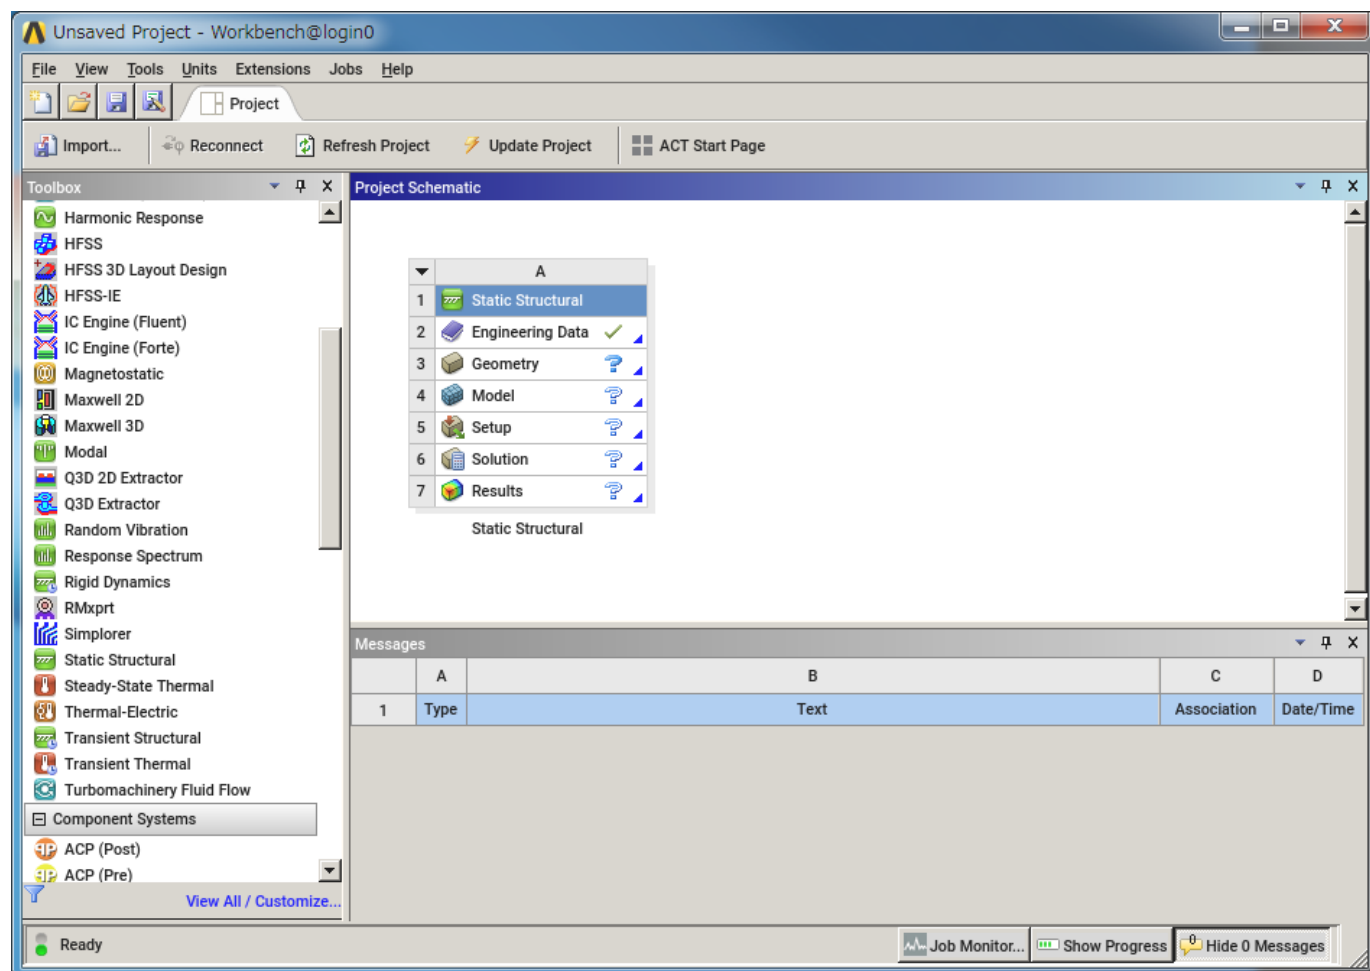 Unsaved Project - Workbench@login0
File View Tools Units Extensions Jobs Help
Project
Import... Reconnect Refresh Project Update Project ACT Start Page
Toolbox
Harmonic Response
HFSS
HFSS 3D Layout Design
HFSS-IE
IC Engine (Fluent)
IC Engine (Forte)
Magnetostatic
Maxwell 2D
Maxwell 3D
Modal
Q3D 2D Extractor
Q3D Extractor
Random Vibration
Response Spectrum
Rigid Dynamics
RMxprt
Simplorer
Static Structural
Steady-State Thermal
Thermal-Electric
Transient Structural
Transient Thermal
Turbomachinery Fluid Flow
Component Systems
ACP (Post)
ACP (Pre)
View All / Customize...
Project Schematic
A
1 Static Structural
2 Engineering Data
3 Geometry ?
4 Model ?
5 Setup ?
6 Solution ?
7 Results ?
Static Structural
Messages
A B C D
1 Type Text Association Date/Time
Ready
Job Monitor... Show Progress 0 Hide 0 Messages